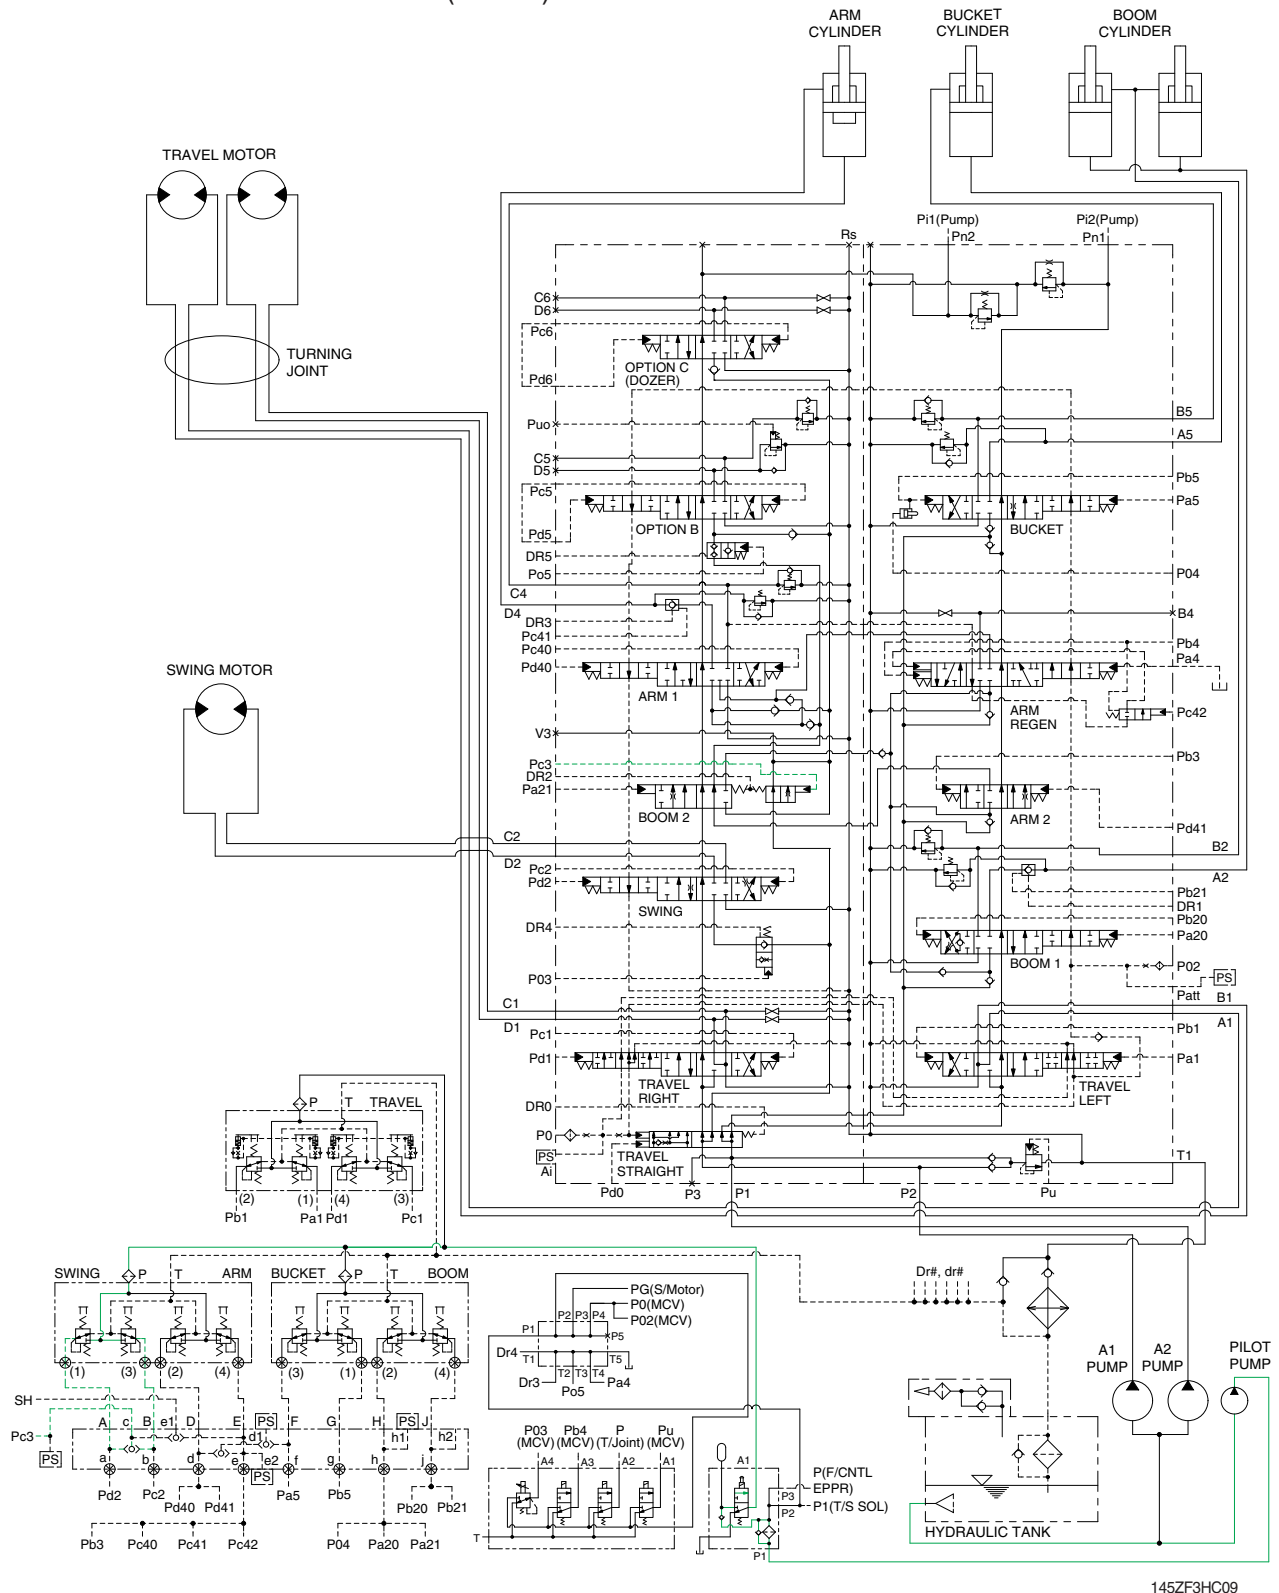 ARM
CYLINDER
BUCKET
CYLINDER
BOOM
CYLINDER
TRAVEL MOTOR
TURNING
JOINT
SWING MOTOR
Pi1(Pump)
Pn2
Pi2(Pump)
Pn1
Rs
C6
D6
Pc6
Pd6
OPTION C
(DOZER)
Puo
C5
D5
Pc5
Pd5
OPTION B
DR5
Po5
C4
D4
DR3
Pc41
Pc40
Pd40
ARM 1
V3
Pc3
DR2
Pa21
BOOM 2
C2
D2
Pc2
Pd2
SWING
DR4
P03
C1
D1
Pc1
Pd1
TRAVEL
RIGHT
DR0
P0
PS
Ai
TRAVEL
STRAIGHT
Pd0
P3
P1
P2
Pu
T1
B5
A5
Pb5
Pa5
BUCKET
P04
B4
Pb4
Pa4
ARM
REGEN
Pc42
Pb3
ARM 2
Pd41
B2
A2
Pb21
DR1
Pb20
Pa20
BOOM 1
P02
PS
Patt
B1
A1
Pb1
Pa1
TRAVEL
LEFT
P
T
TRAVEL
(2)
(1)
(4)
(3)
Pb1
Pa1
Pd1
Pc1
SWING
P
T
ARM
BUCKET
P
T
BOOM
(1)
(3)
(2)
(4)
(3)
(1)
(2)
(4)
SH
Pc3
PS
A
c
B
e1
D
E
PS
F
d1
G
H
PS
J
h1
h2
a
b
d
e
e2
PS
f
g
h
j
Pd2
Pc2
Pd40
Pd41
Pa5
Pb5
Pb20
Pb21
Pb3
Pc40
Pc41
Pc42
P04
Pa20
Pa21
PG(S/Motor)
P0(MCV)
P02(MCV)
P1
P2
P3
P4
P5
Dr4
T1
T2
T3
T4
T5
Dr3
Po5
Pa4
P03
(MCV)
Pb4
(MCV)
P
(T/Joint)
Pu
(MCV)
A4
A3
A2
A1
T
A1
P3
P2
P1
P(F/CNTL
EPPR)
P1(T/S SOL)
Dr#, dr#
A1
PUMP
A2
PUMP
PILOT
PUMP
HYDRAULIC TANK
145ZF3HC09